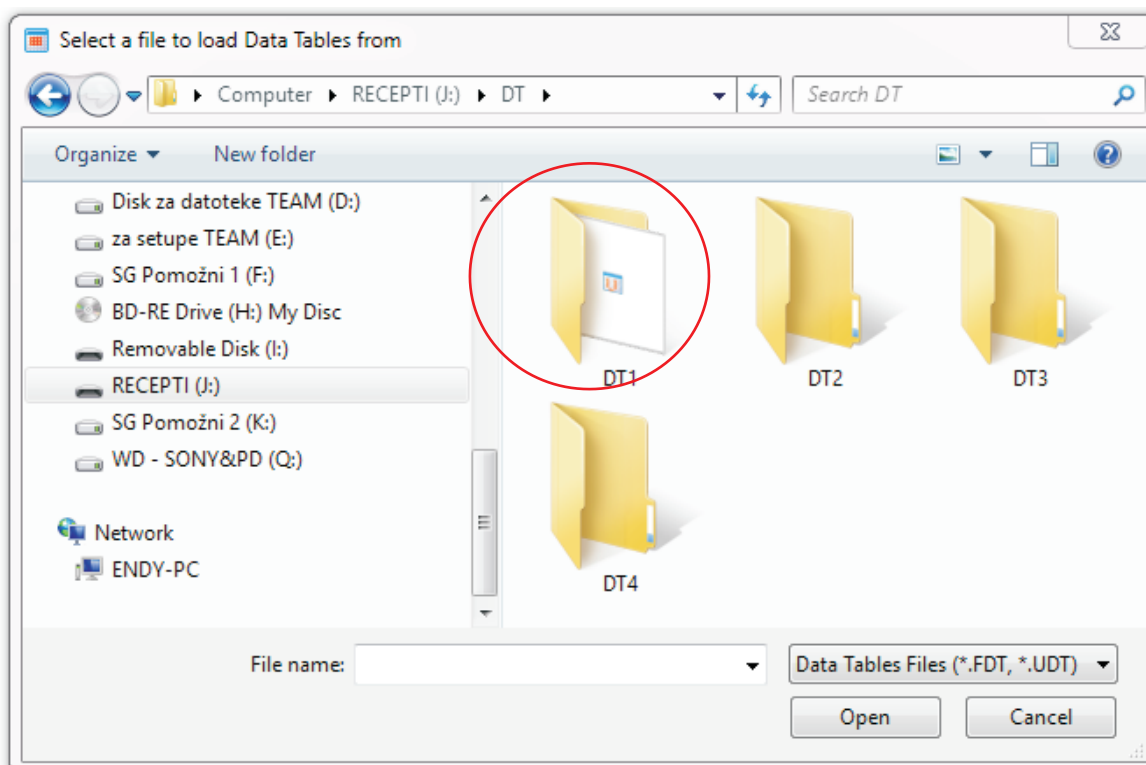 Select a file to load Data Tables from
Computer RECEPTI (J:) DT
Search DT
Organize New folder
Disk za datoteke TEAM (D:)
za setupe TEAM (E:)
SG Pomožni 1 (F:)
BD-RE Drive (H:) My Disc
Removable Disk (I:)
RECEPTI (J:)
SG Pomožni 2 (K:)
WD - SONY&PD (Q:)
Network
ENDY-PC
DT1 DT2 DT3
DT4
File name: Data Tables Files (*.FDT, *.UDT)
Open Cancel